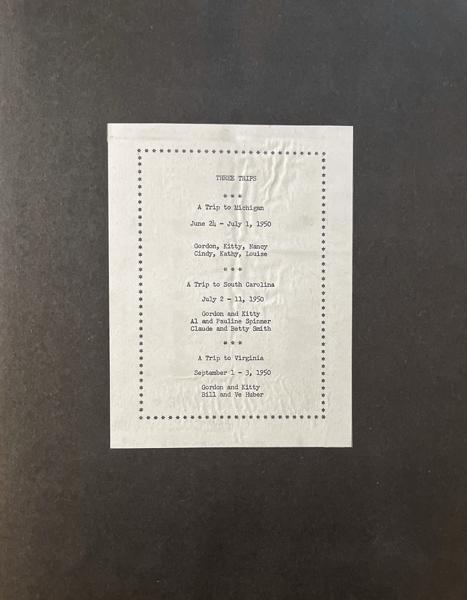 THREE TRIPS
* * *
A Trip to Michigan
June 24 - July 1, 1950
Gordon, Kitty, Nancy
Cindy, Kathy, Louise
* * *
A Trip to South Carolina
July 2 - 11, 1950
Gordon and Kitty
Al and Pauline Spinner
Claude and Betty Smith
* * *
A Trip to Virginia
September 1 - 3, 1950
Gordon and Kitty
Bill and Ve Huber